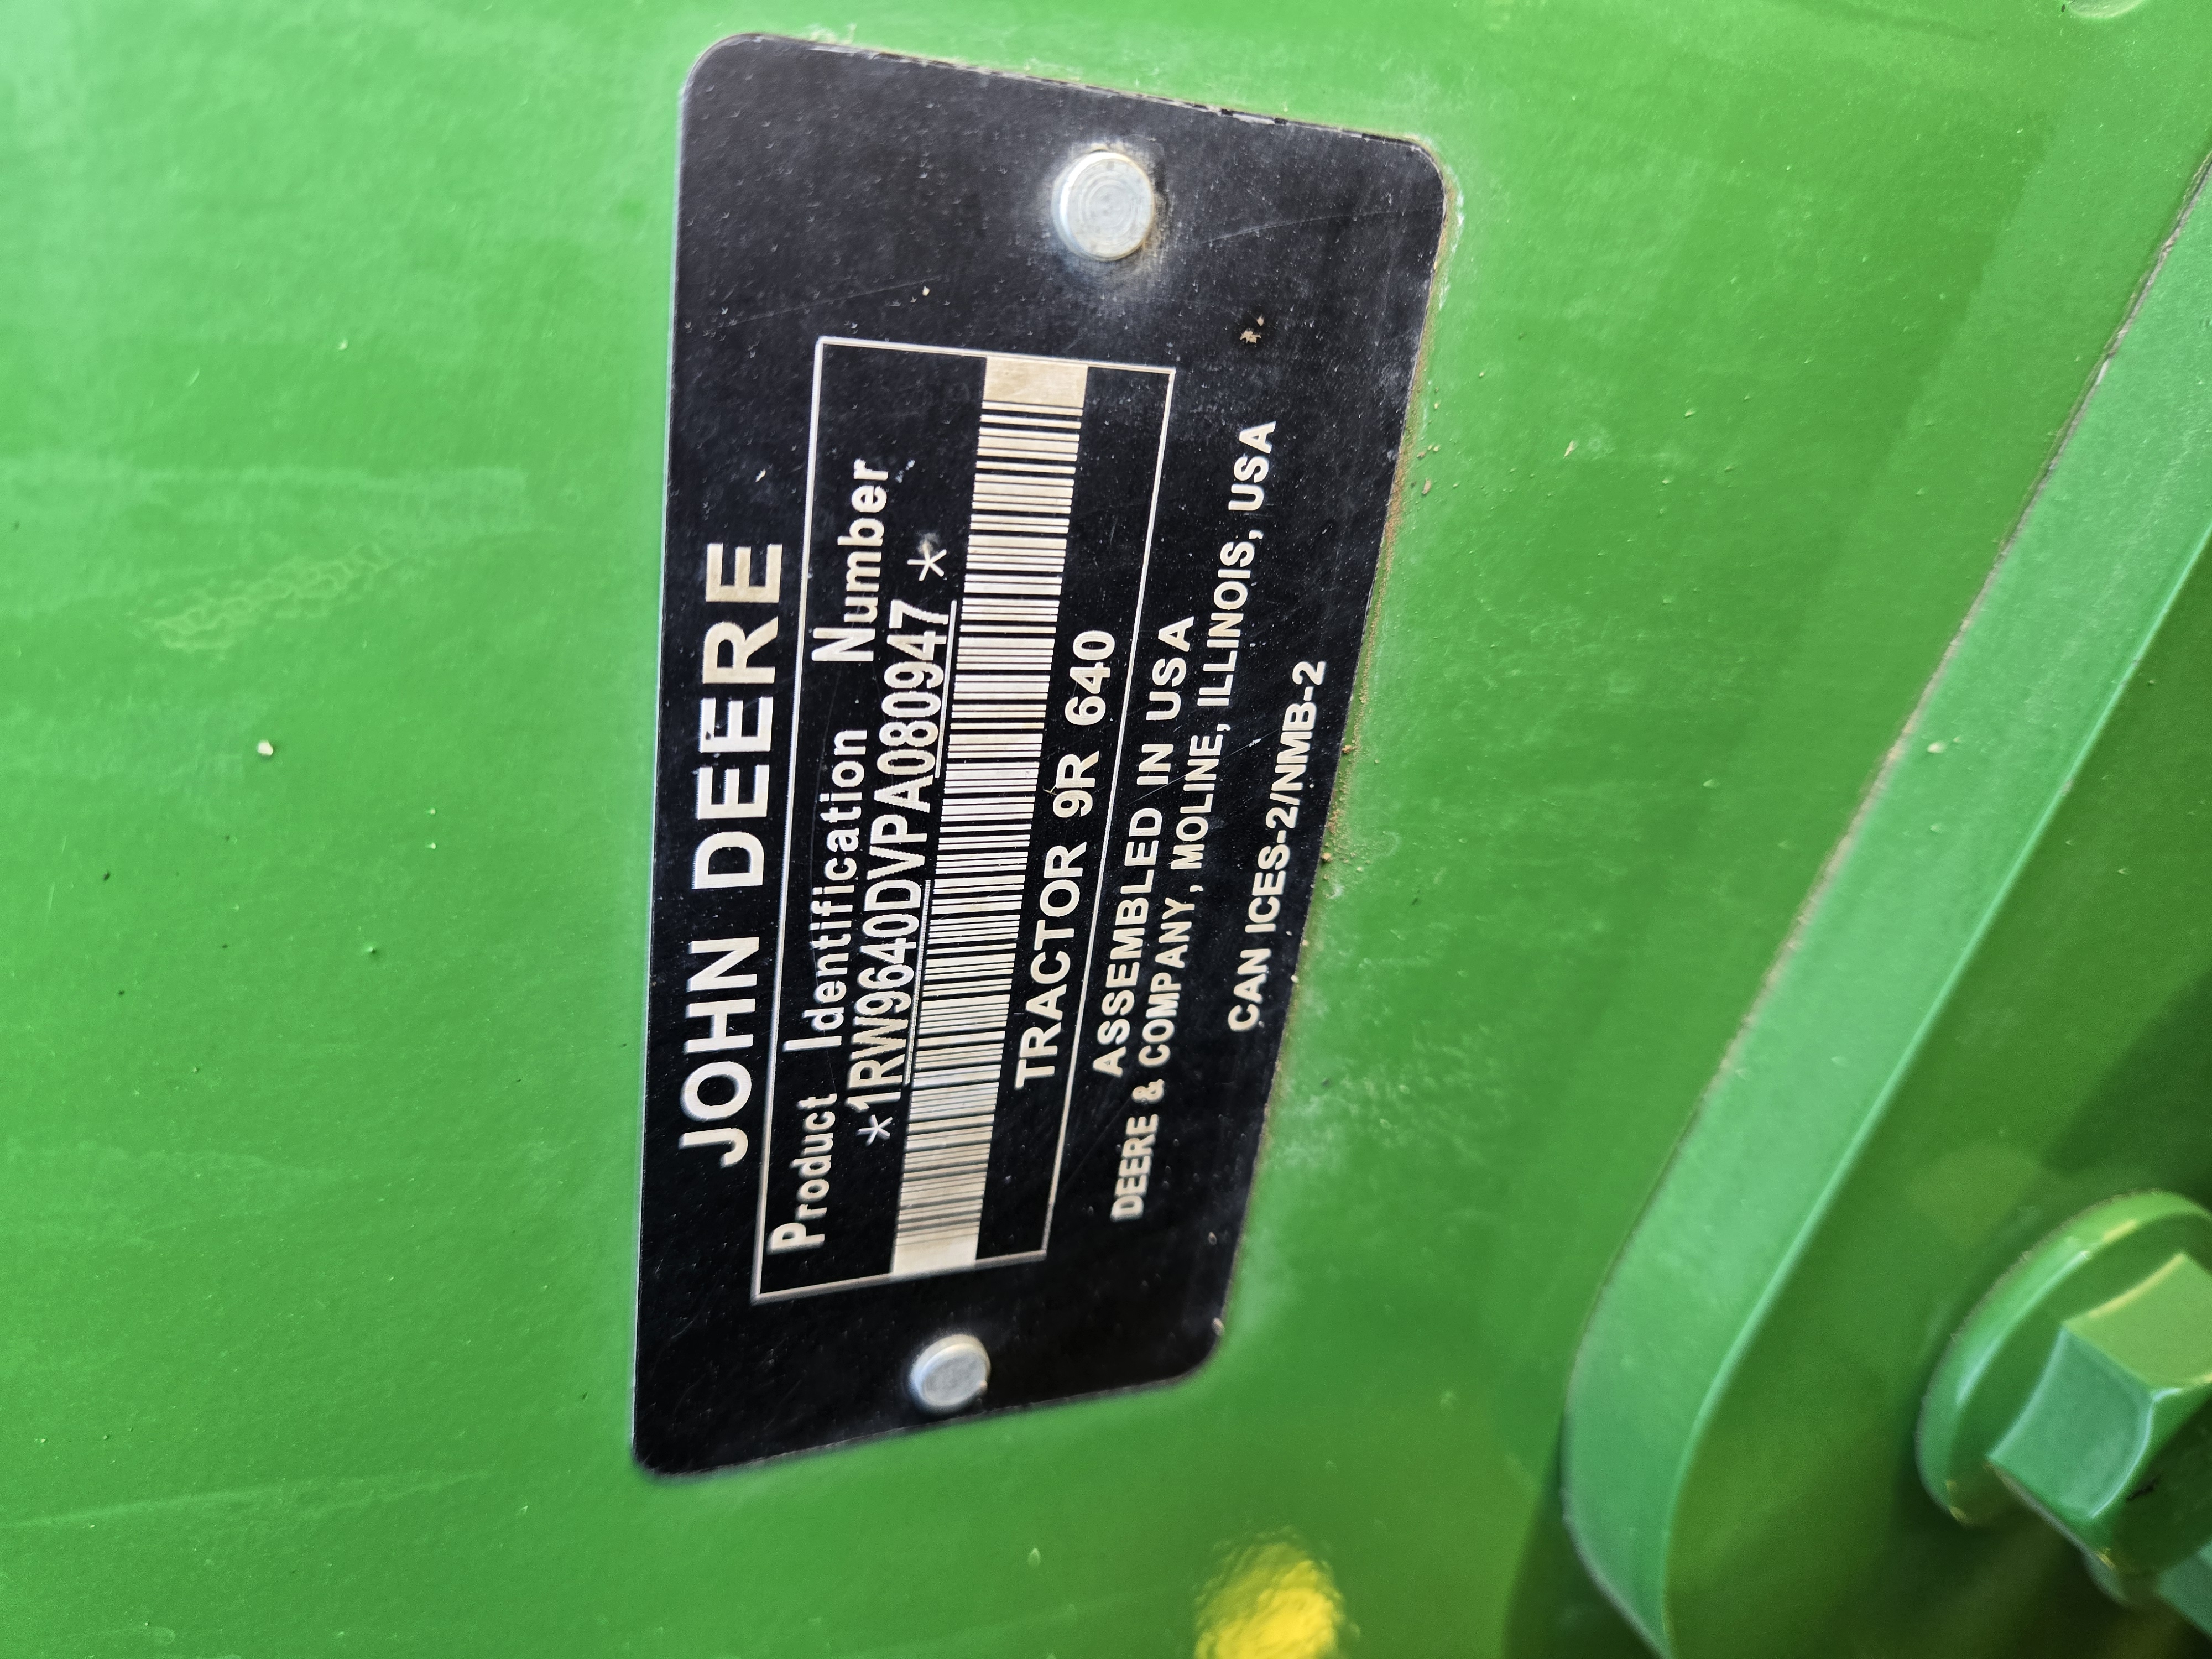 JOHN DEERE
Product Identification Number
*1RW9640DVPA080947*
TRACTOR 9R 640
ASSEMBLED IN USA
DEERE & COMPANY, MOLINE, ILLINOIS, USA
CAN ICES-2/NMB-2